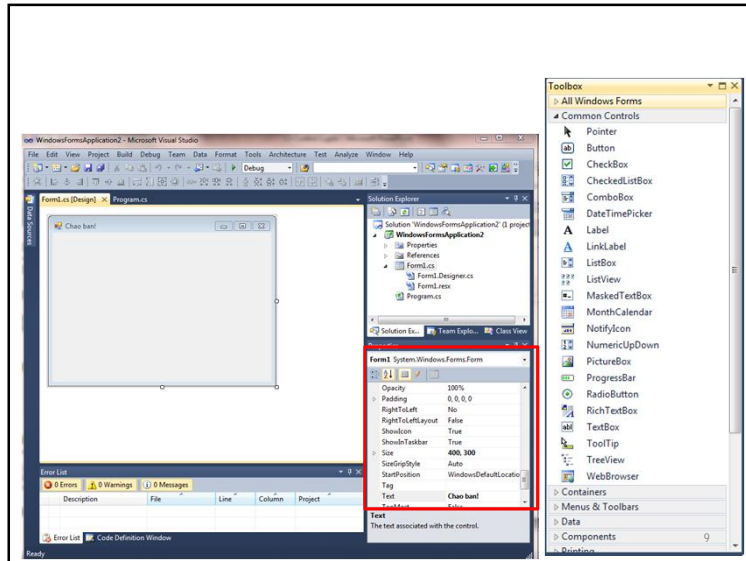 WindowsFormsApplication2 - Microsoft Visual Studio
File Edit View Project Build Debug Team Data Format Tools Architecture Test Analyze Window Help
Debug
Form1.cs [Design] Program.cs
Data Sources
Chao ban!
Solution Explorer
Solution 'WindowsFormsApplication2' (1 project
WindowsFormsApplication2
Properties
References
Form1.cs
Form1.Designer.cs
Form1.resx
Program.cs
Solution Ex... Team Explo... Class View
Properties
Form1 System.Windows.Forms.Form
Opacity 100%
Padding 0, 0, 0, 0
RightToLeft No
RightToLeftLayout False
ShowIcon True
ShowInTaskbar True
Size 400, 300
SizeGripStyle Auto
StartPosition WindowsDefaultLocatio
Tag
Text Chao ban!
TopMost False
Text
The text associated with the control.
Error List
0 Errors 0 Warnings 0 Messages
Description File Line Column Project
Error List Code Definition Window
Ready
Toolbox
All Windows Forms
Common Controls
Pointer
Button
CheckBox
CheckedListBox
ComboBox
DateTimePicker
Label
LinkLabel
ListBox
ListView
MaskedTextBox
MonthCalendar
NotifyIcon
NumericUpDown
PictureBox
ProgressBar
RadioButton
RichTextBox
TextBox
ToolTip
TreeView
WebBrowser
Containers
Menus & Toolbars
Data
Components
Printing
9